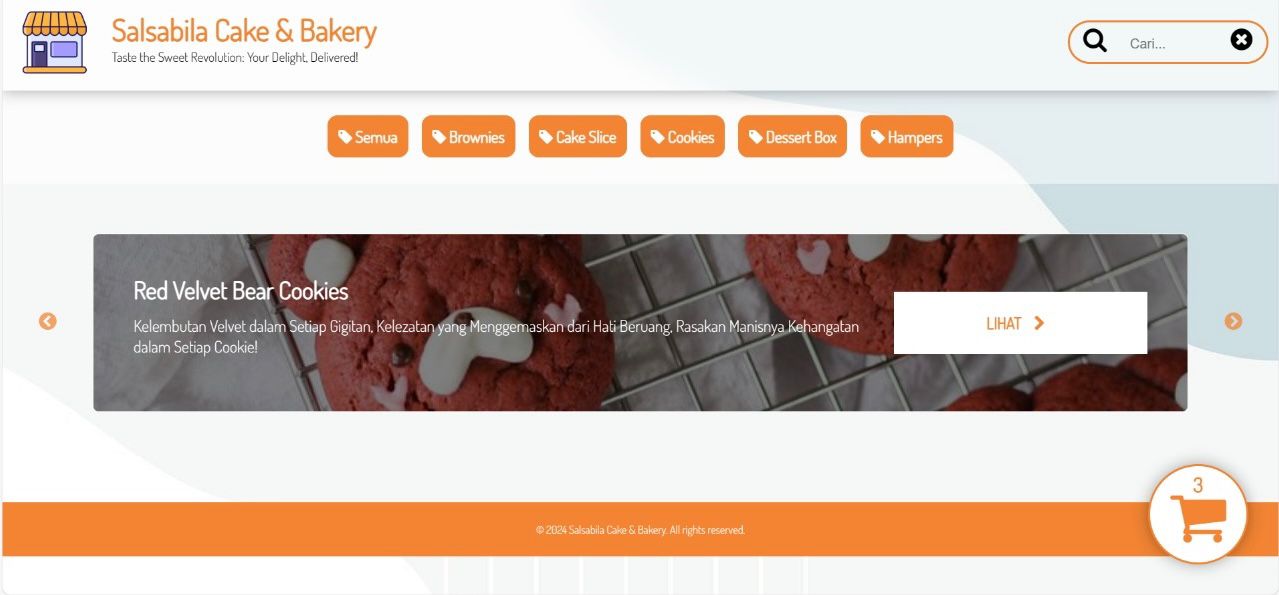 Salsabila Cake & Bakery
Taste the Sweet Revolution: Your Delight, Delivered!
Cari...
Semua
Brownies
Cake Slice
Cookies
Dessert Box
Hampers
Red Velvet Bear Cookies
Kelembutan Velvet dalam Setiap Gigitan, Kelezatan yang Menggemaskan dari Hati Beruang, Rasakan Manisnya Kehangatan
dalam Setiap Cookie!
LIHAT
3
© 2024 Salsabila Cake & Bakery. All rights reserved.